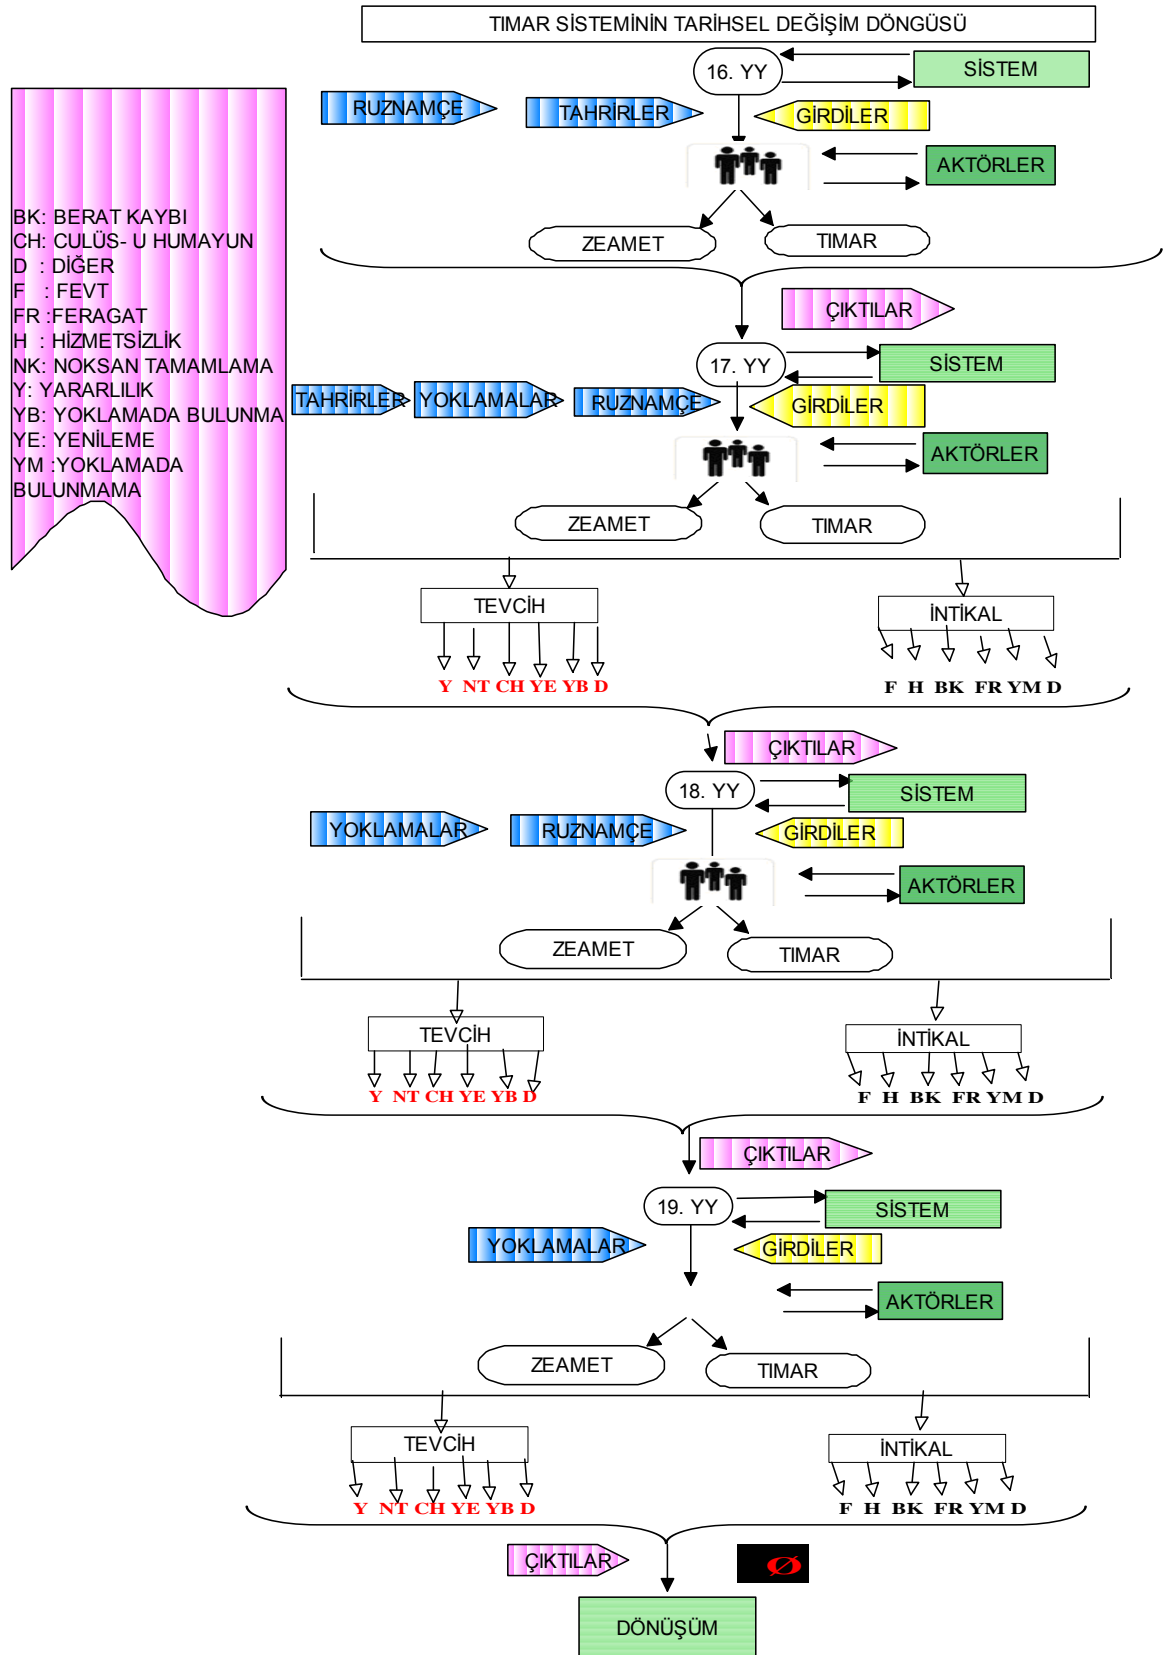 TIMAR SİSTEMİNİN TARİHSEL DEĞİŞİM DÖNGÜSÜ
BK: BERAT KAYBI
CH: CULÜS- U HUMAYUN
D : DİĞER
F : FEVT
FR :FERAGAT
H : HİZMETSİZLİK
NK: NOKSAN TAMAMLAMA
Y: YARARLILIK
YB: YOKLAMADA BULUNMA
YE: YENİLEME
YM :YOKLAMADA
BULUNMAMA
16. YY
SİSTEM
RUZNAMÇE
TAHRİRLER
GİRDİLER
AKTÖRLER
ZEAMET
TIMAR
ÇIKTILAR
17. YY
SİSTEM
TAHRİRLER
YOKLAMALAR
RUZNAMÇE
GİRDİLER
AKTÖRLER
ZEAMET
TIMAR
TEVCİH
İNTİKAL
Y NT CH YE YB D
F H BK FR YM D
ÇIKTILAR
18. YY
SİSTEM
YOKLAMALAR
RUZNAMÇE
GİRDİLER
AKTÖRLER
ZEAMET
TIMAR
TEVCİH
İNTİKAL
Y NT CH YE YB D
F H BK FR YM D
ÇIKTILAR
19. YY
SİSTEM
YOKLAMALAR
GİRDİLER
AKTÖRLER
ZEAMET
TIMAR
TEVCİH
İNTİKAL
Y NT CH YE YB D
F H BK FR YM D
ÇIKTILAR
Ø
DÖNÜŞÜM